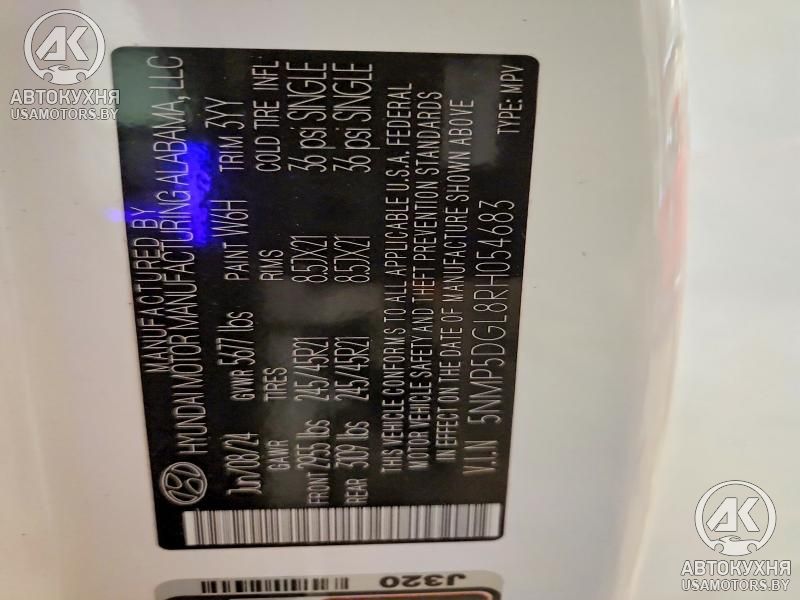 MANUFACTURED BY
HYUNDAI MOTOR MANUFACTURING ALABAMA, LLC
Jun/08/24 GVWR 5677 lbs PAINT W6H TRIM 3YY
GAWR TIRES RIMS COLD TIRE INFL
FRONT 2955 lbs 245/45R21 8.5JX21 36 psi SINGLE
REAR 3109 lbs 245/45R21 8.5JX21 36 psi SINGLE
THIS VEHICLE CONFORMS TO ALL APPLICABLE U.S.A. FEDERAL
MOTOR VEHICLE SAFETY AND THEFT PREVENTION STANDARDS
IN EFFECT ON THE DATE OF MANUFACTURE SHOWN ABOVE
V.I.N 5NMP5DGL8RH054683 TYPE: MPV
J320
АК
АВТОКУХНЯ
USAMOTORS.BY
АК
АВТОКУХНЯ
USAMOTORS.BY